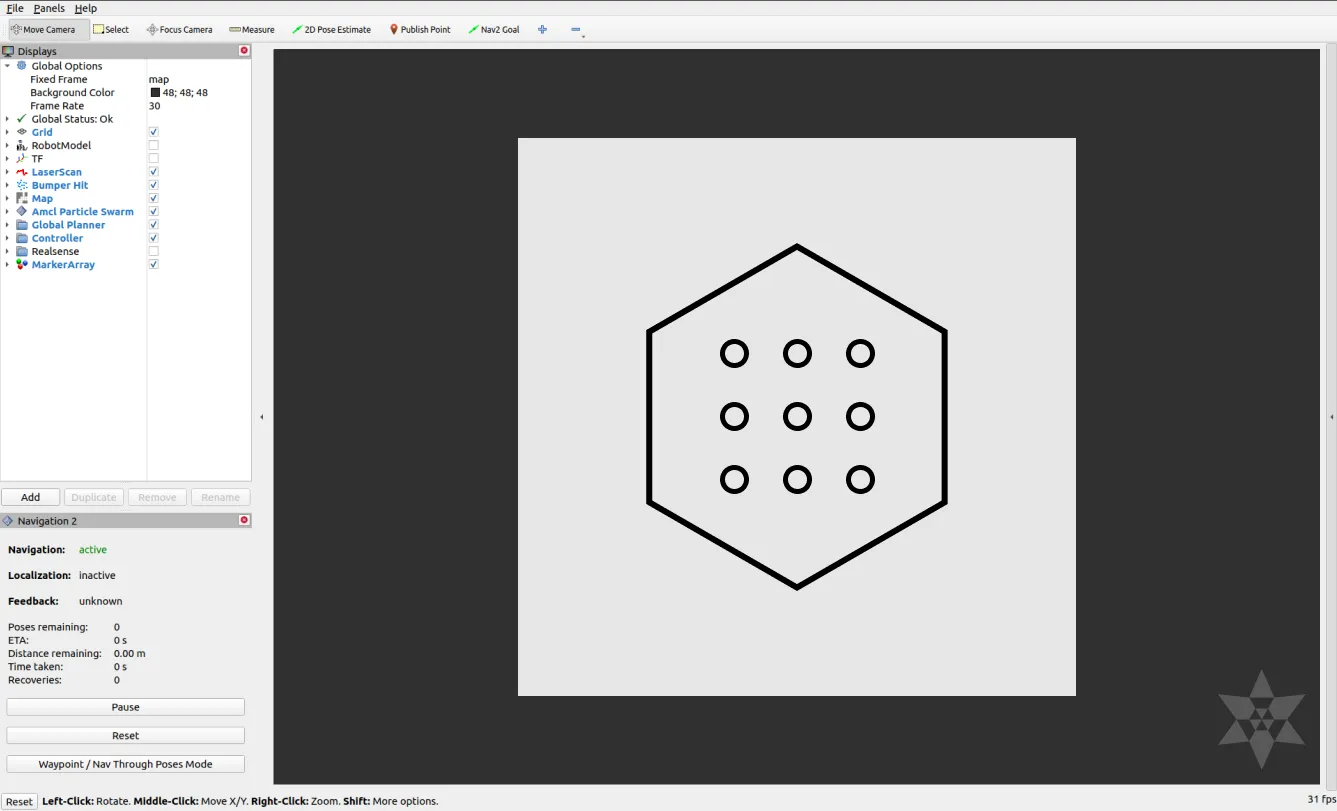 File Panels Help
Move Camera Select Focus Camera Measure 2D Pose Estimate Publish Point Nav2 Goal
Displays
Global Options
Fixed Frame map
Background Color 48; 48; 48
Frame Rate 30
Global Status: Ok
Grid
RobotModel
TF
LaserScan
Bumper Hit
Map
Amcl Particle Swarm
Global Planner
Controller
Realsense
MarkerArray
Add Duplicate Remove Rename
Navigation 2
Navigation: active
Localization: inactive
Feedback: unknown
Poses remaining: 0
ETA: 0 s
Distance remaining: 0.00 m
Time taken: 0 s
Recoveries: 0
Pause
Reset
Waypoint / Nav Through Poses Mode
Reset Left-Click: Rotate. Middle-Click: Move X/Y. Right-Click: Zoom. Shift: More options. 31 fps